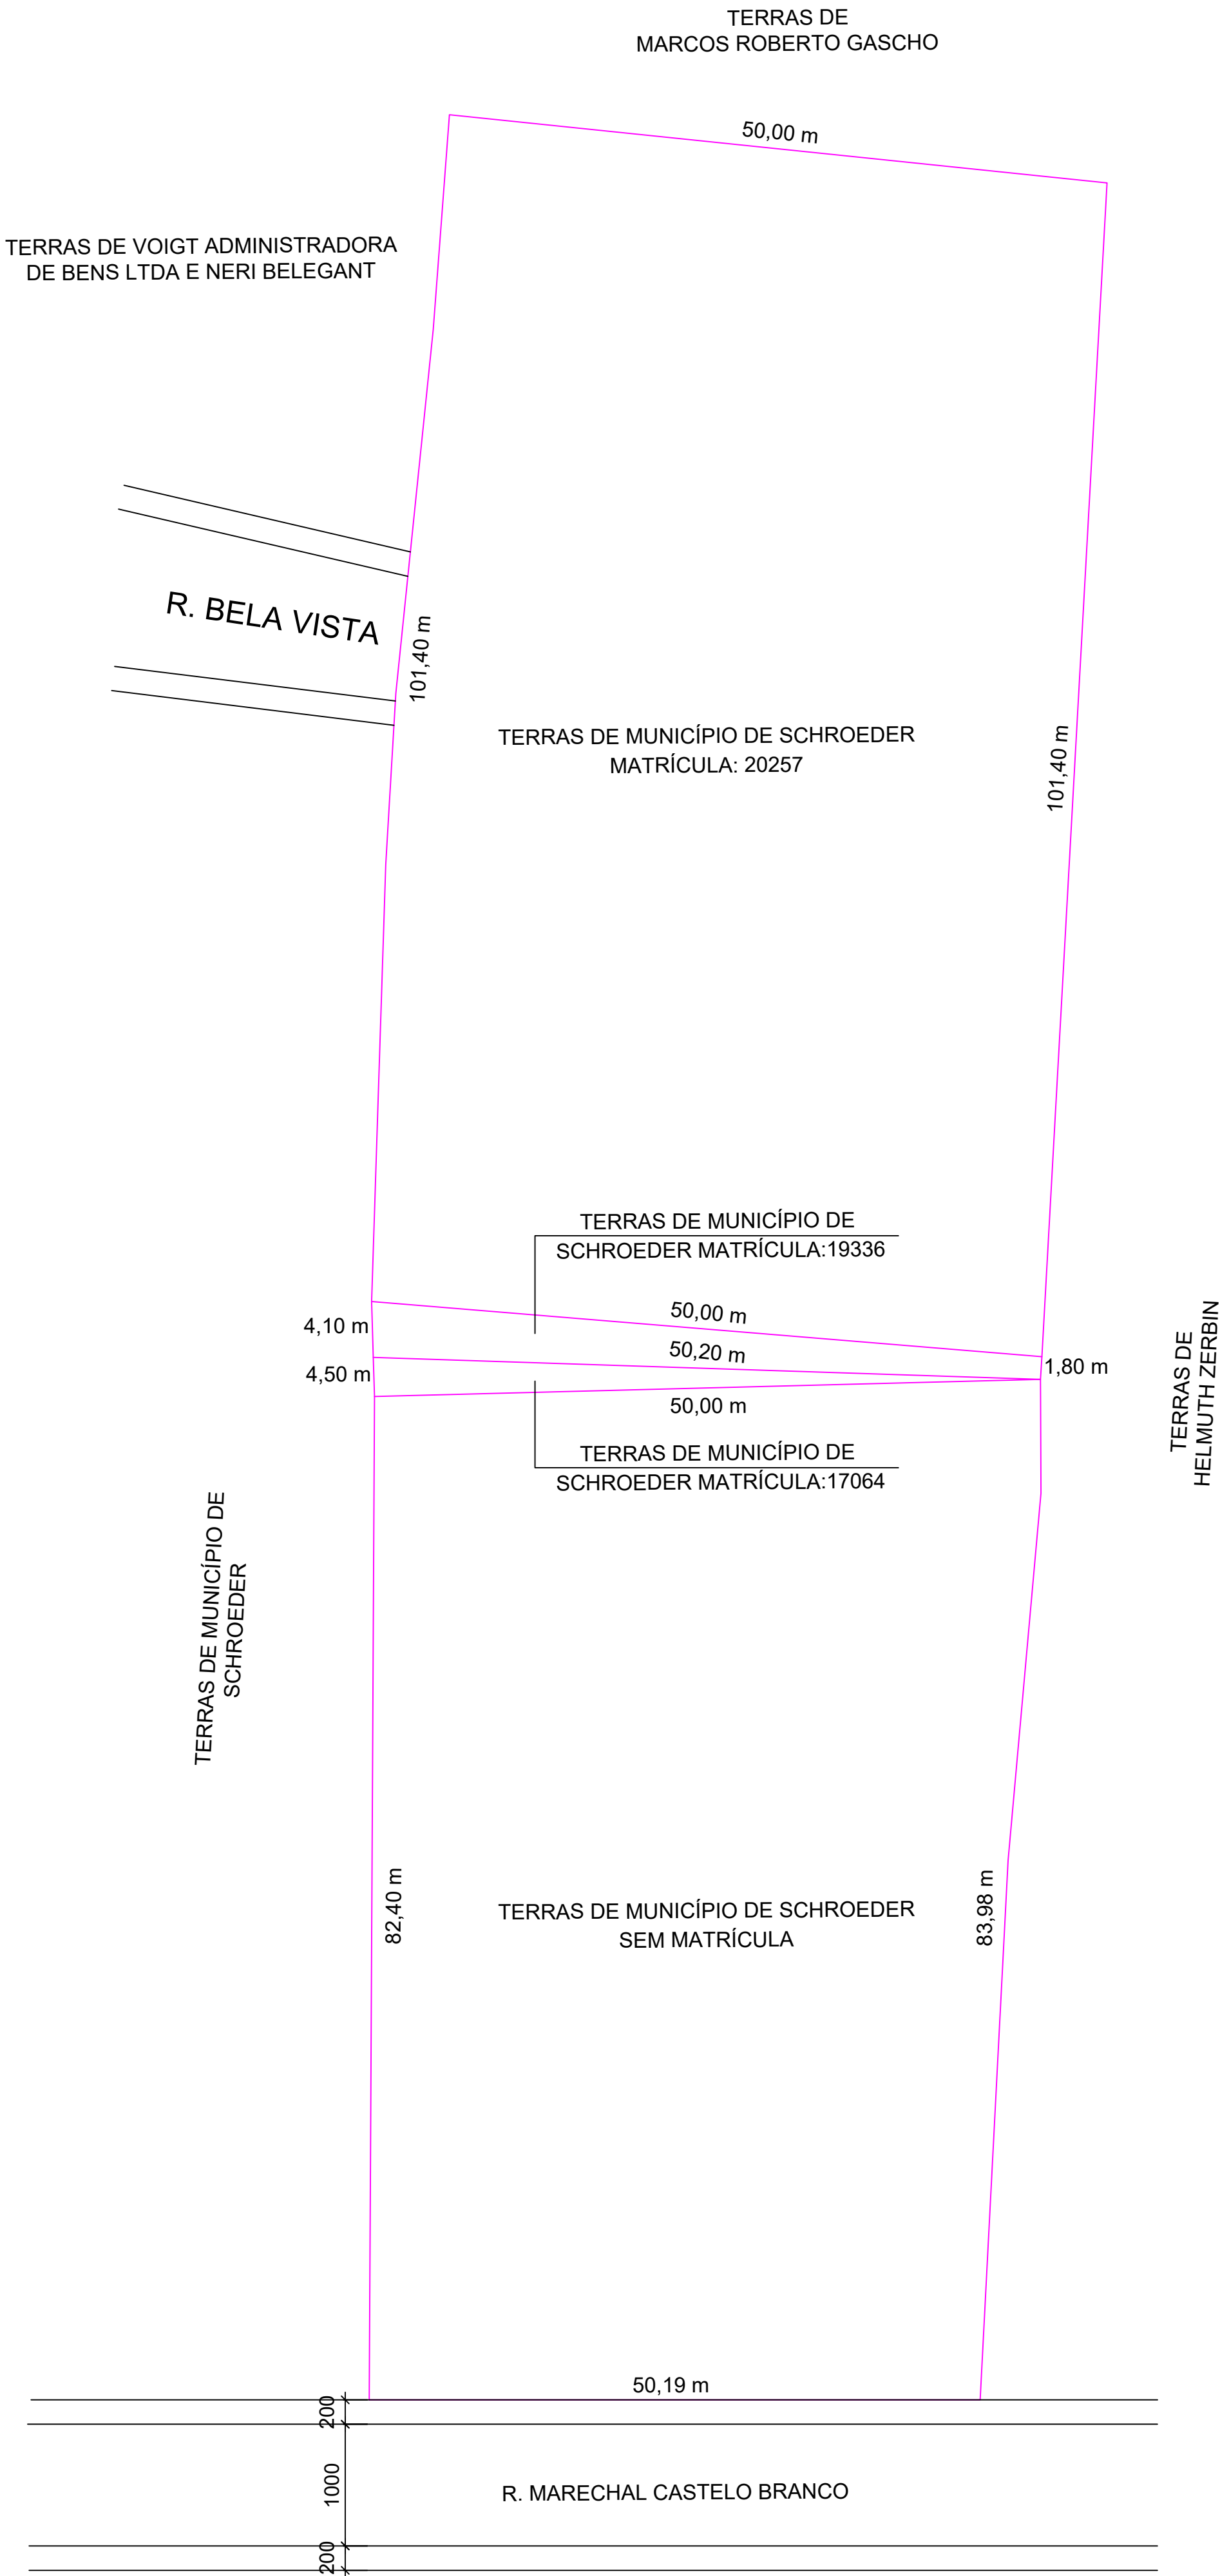 TERRAS DE
MARCOS ROBERTO GASCHO
50,00 m
TERRAS DE VOIGT ADMINISTRADORA
DE BENS LTDA E NERI BELEGANT
R. BELA VISTA
101,40 m
TERRAS DE MUNICÍPIO DE SCHROEDER
MATRÍCULA: 20257
101,40 m
TERRAS DE MUNICÍPIO DE
SCHROEDER MATRÍCULA:19336
4,10 m
50,00 m
50,20 m
1,80 m
4,50 m
50,00 m
TERRAS DE
HELMUTH ZERBIN
TERRAS DE MUNICÍPIO DE
SCHROEDER MATRÍCULA:17064
TERRAS DE MUNICÍPIO DE
SCHROEDER
82,40 m
TERRAS DE MUNICÍPIO DE SCHROEDER
SEM MATRÍCULA
83,98 m
50,19 m
200
1000
R. MARECHAL CASTELO BRANCO
200